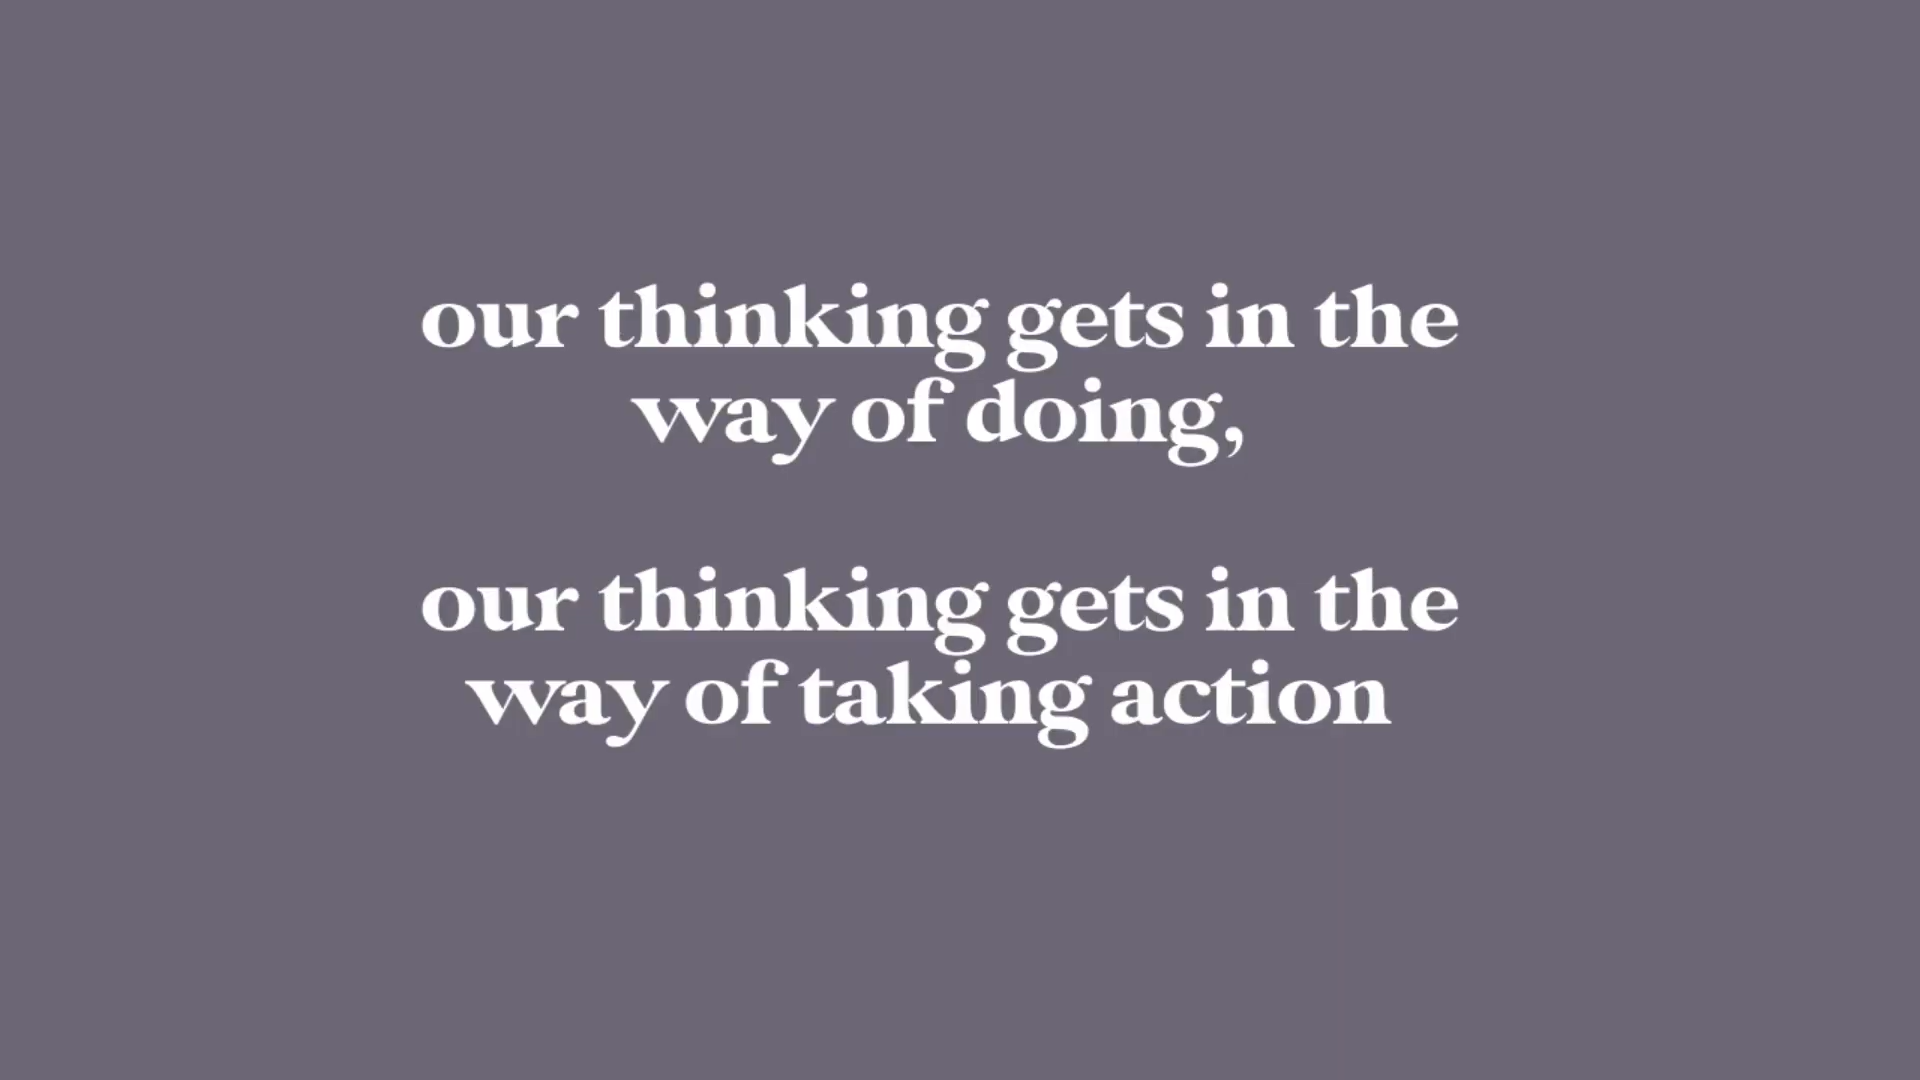 our thinking gets in the
way of doing,
our thinking gets in the
way of taking action